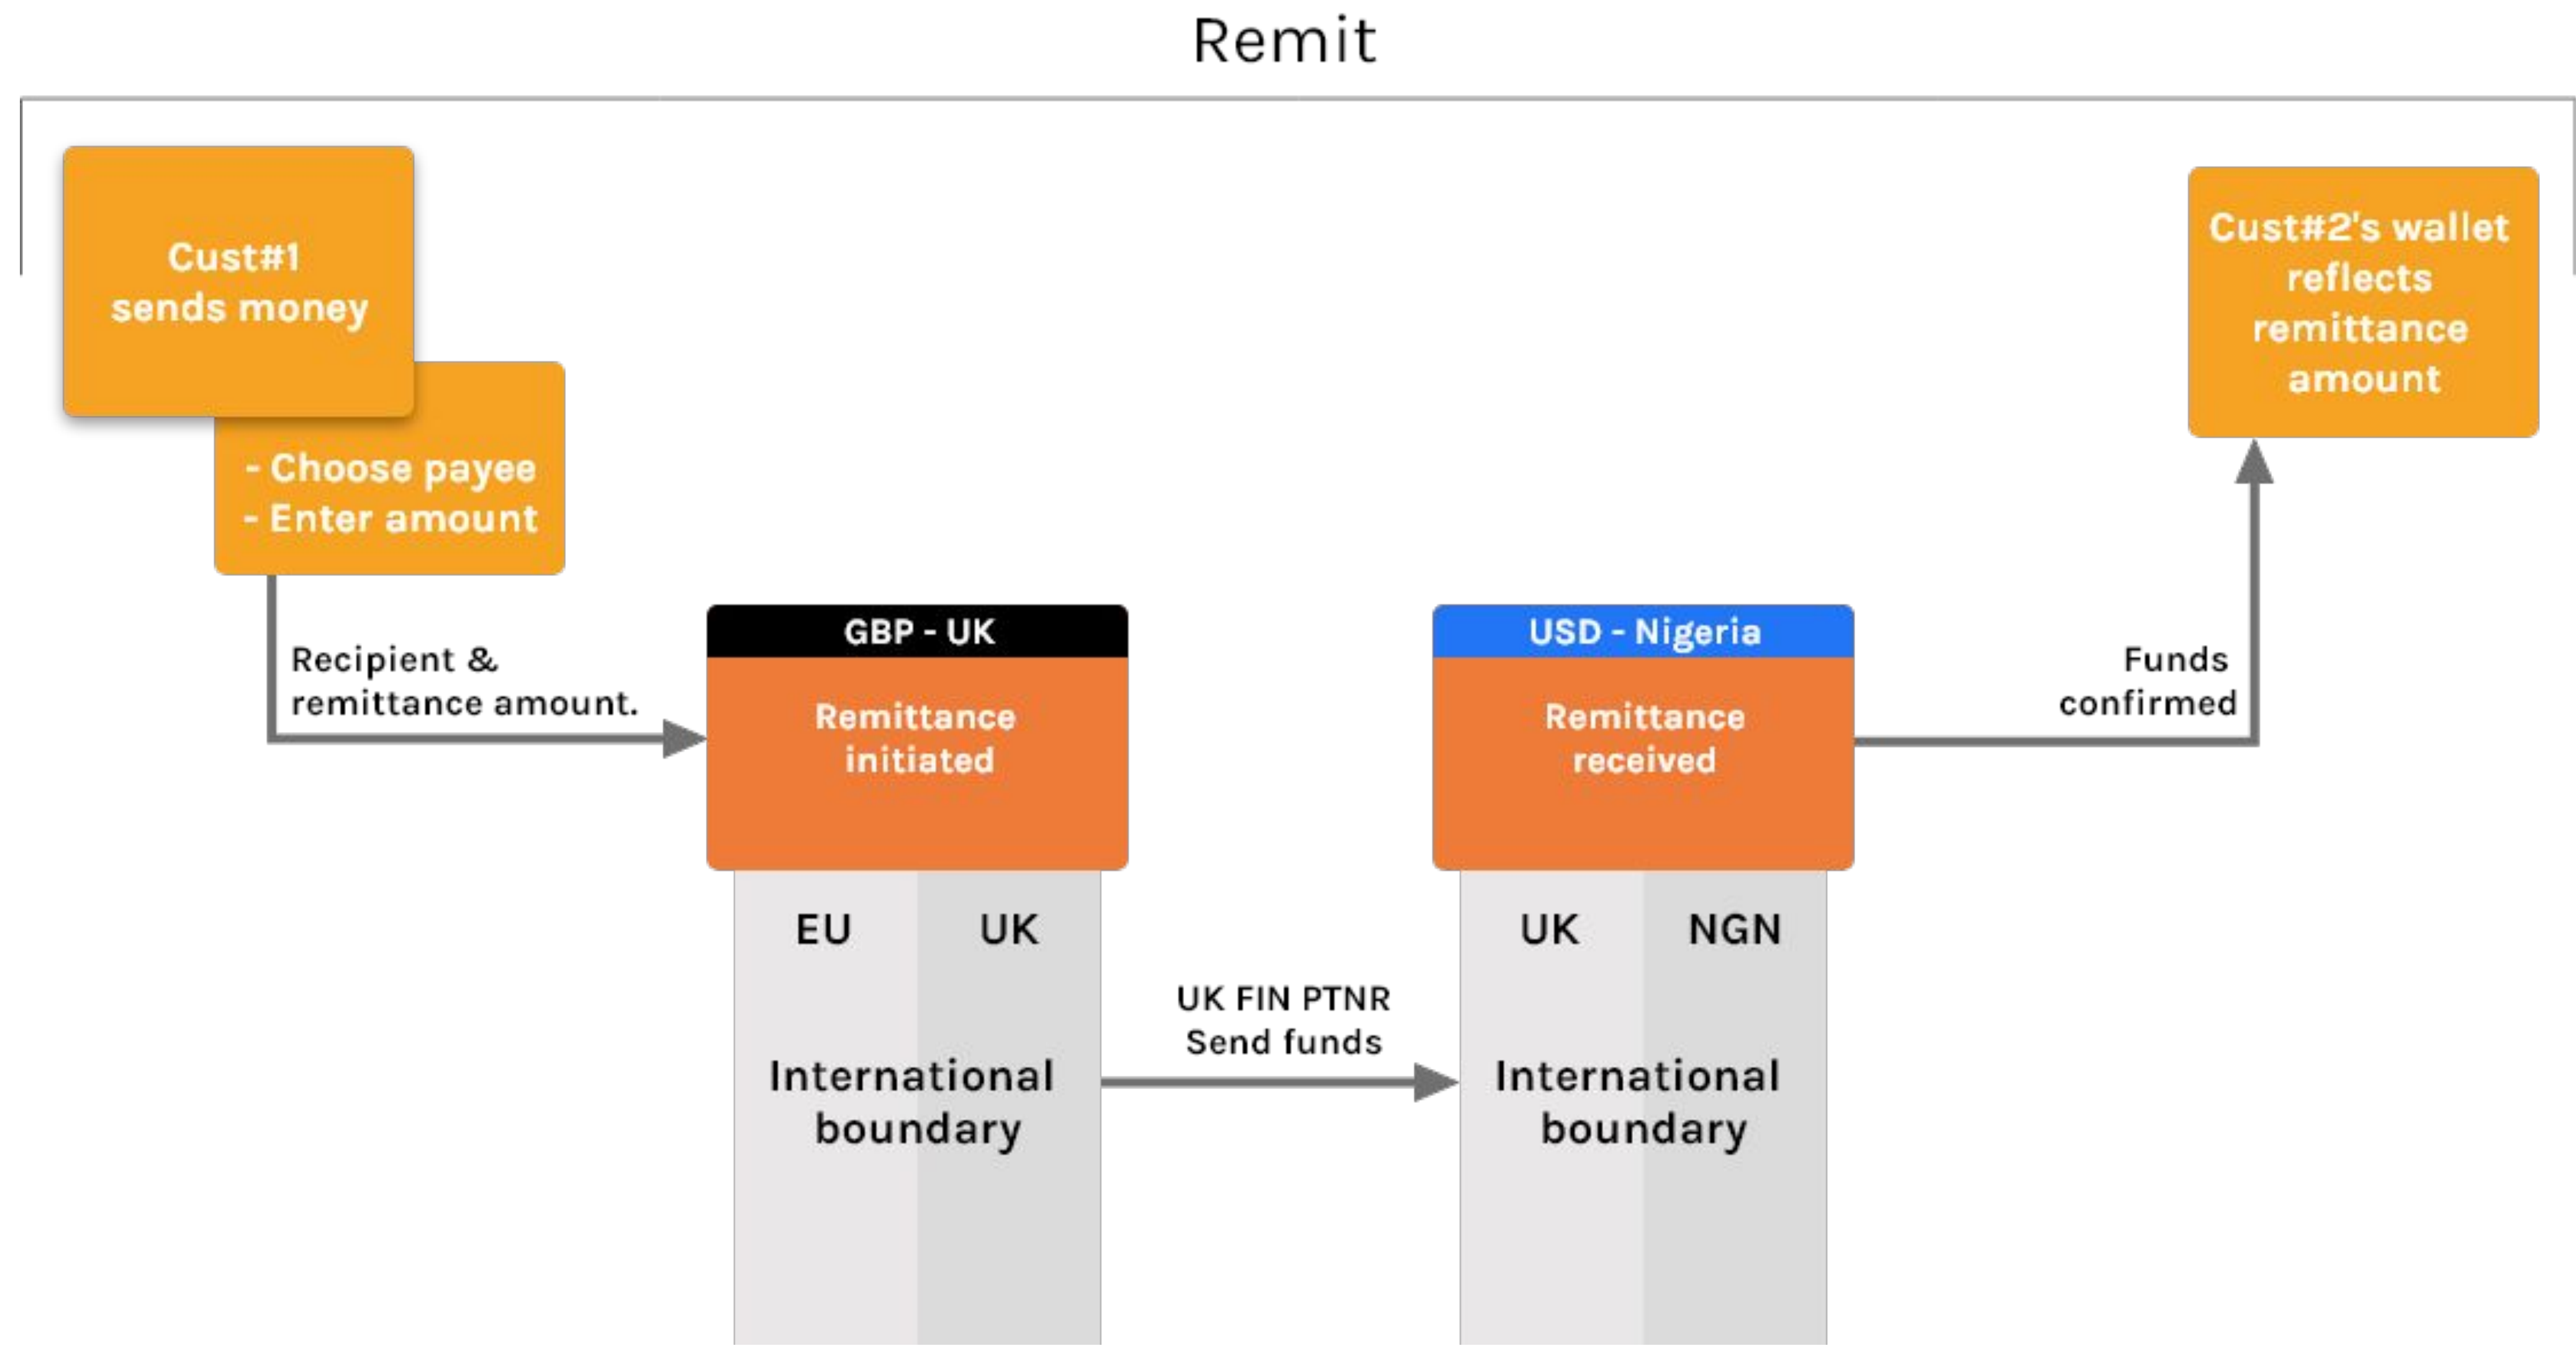 Remit
Cust#1
sends money
- Choose payee
- Enter amount
Recipient &
remittance amount.
GBP - UK
Remittance
initiated
EU
UK
International
boundary
UK FIN PTNR
Send funds
USD - Nigeria
Remittance
received
UK
NGN
International
boundary
Funds
confirmed
Cust#2's wallet
reflects
remittance
amount